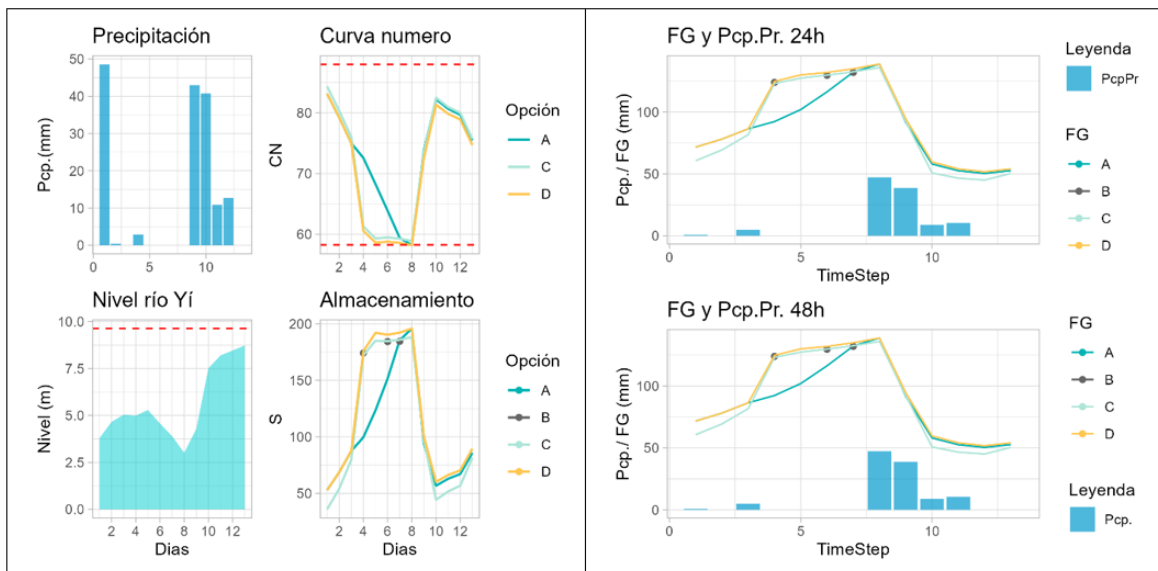 Precipitación
Pcp.(mm)
50
40
30
20
10
0
0 5 10
Curva numero
CN
80
70
60
2 4 6 8 10 12
Opción
A
C
D
Nivel río Yí
Nivel (m)
10.0
7.5
5.0
2.5
0.0
2 4 6 8 10 12
Dias
Almacenamiento
S
200
150
100
50
2 4 6 8 10 12
Dias
Opción
A
B
C
D
FG y Pcp.Pr. 24h
Pcp./ FG (mm)
100
50
0
5 10
TimeStep
Leyenda
PcpPr
FG
A
B
C
D
FG y Pcp.Pr. 48h
Pcp./ FG (mm)
100
50
0
5 10
TimeStep
FG
A
B
C
D
Leyenda
Pcp.